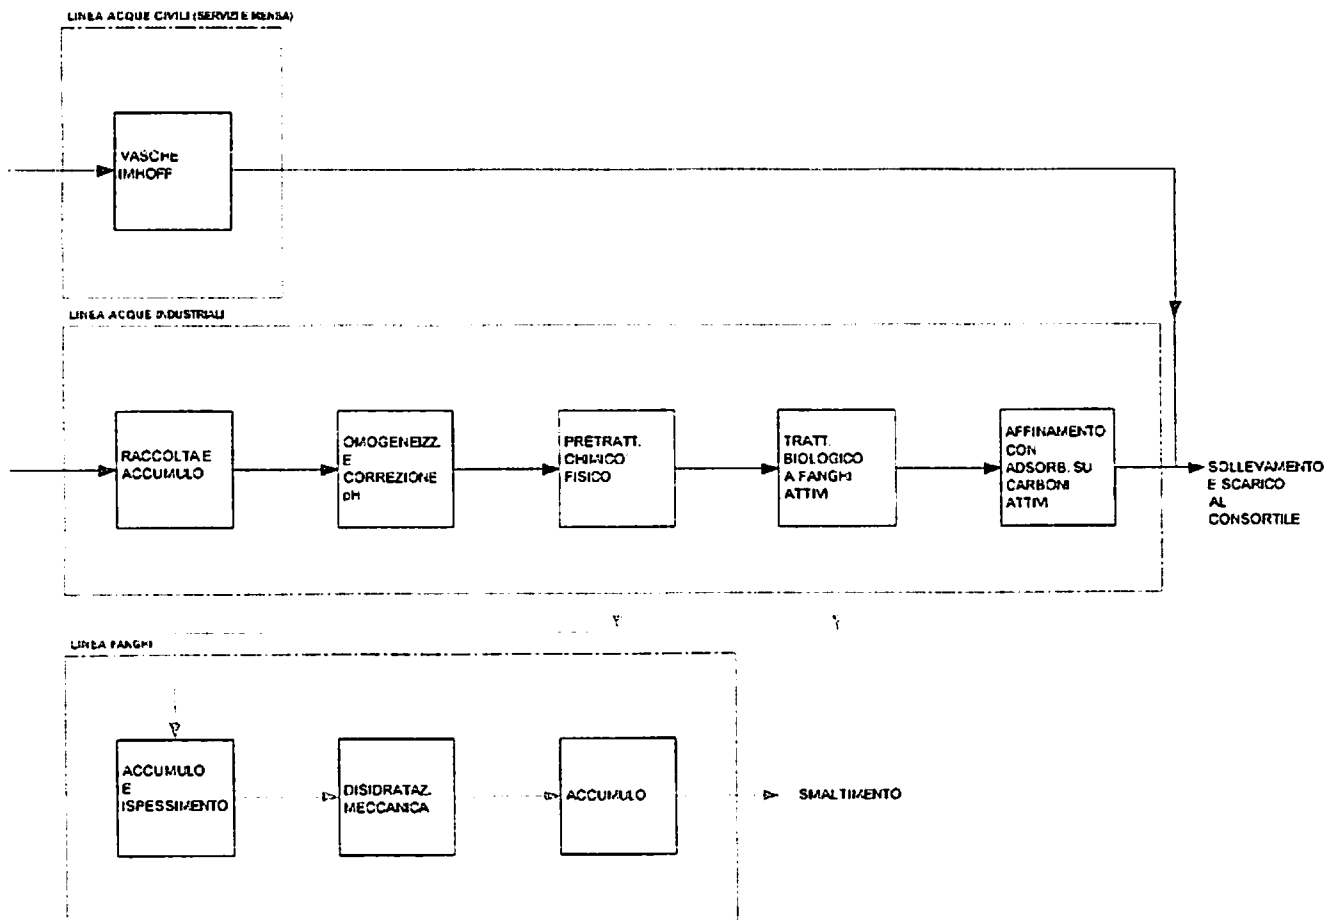 LINEA ACQUE CIVILI (SERVIZI E MENSA)
VASCHE
IMHOFF
LINEA ACQUE INDUSTRIALI
RACCOLTA E
ACCUMULO
OMOGENEIZZ.
E
CORREZIONE
pH
PRETRATT.
CHIMICO
FISICO
TRATT.
BIOLOGICO
A FANGHI
ATTIVI
AFFINAMENTO
CON
ADSORB. SU
CARBONI
ATTIVI
SOLLEVAMENTO
E SCARICO
AL
CONSORTILE
LINEA FANGHI
ACCUMULO
E
ISPESSIMENTO
DISIDRATAZ.
MECCANICA
ACCUMULO
SMALTIMENTO